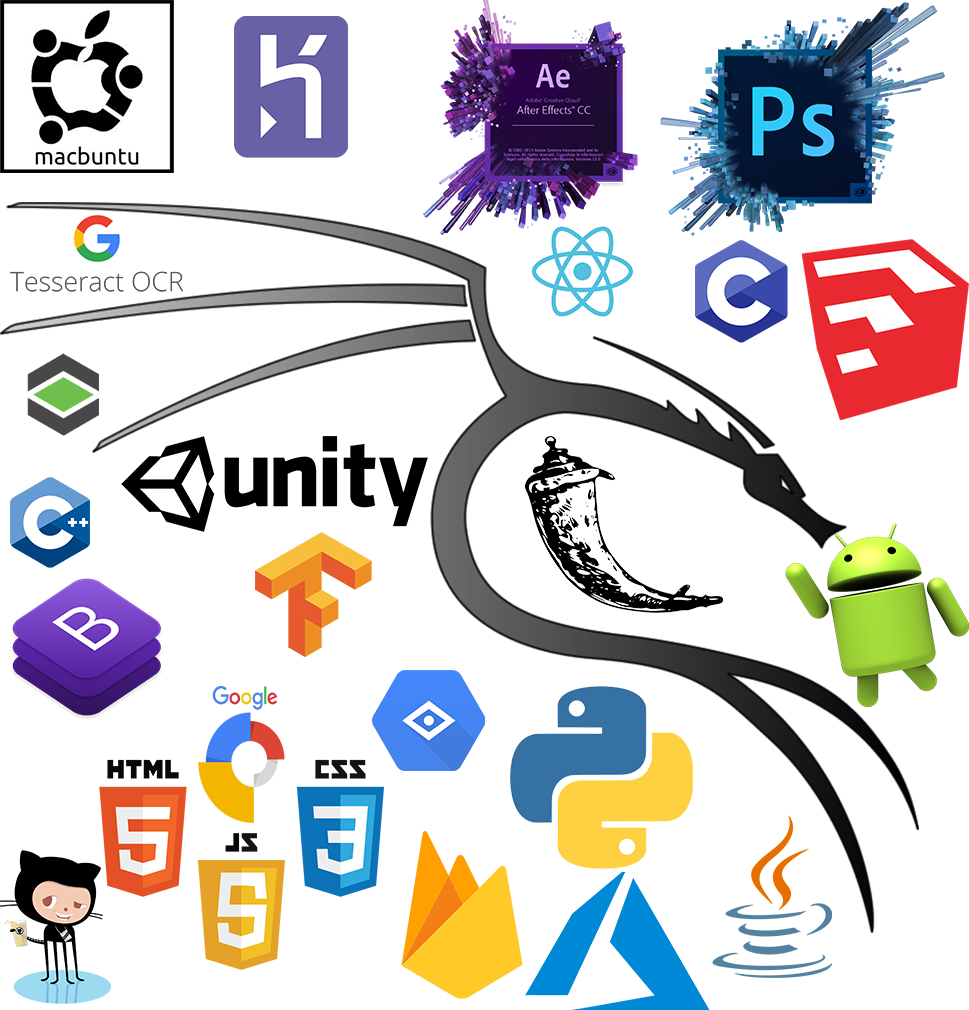 macbuntu
Ae
Adobe® Creative Cloud®
After Effects® CC
Ps
G
Tesseract OCR
C
unity
C++
B
Google
HTML
5
CSS
3
JS
5